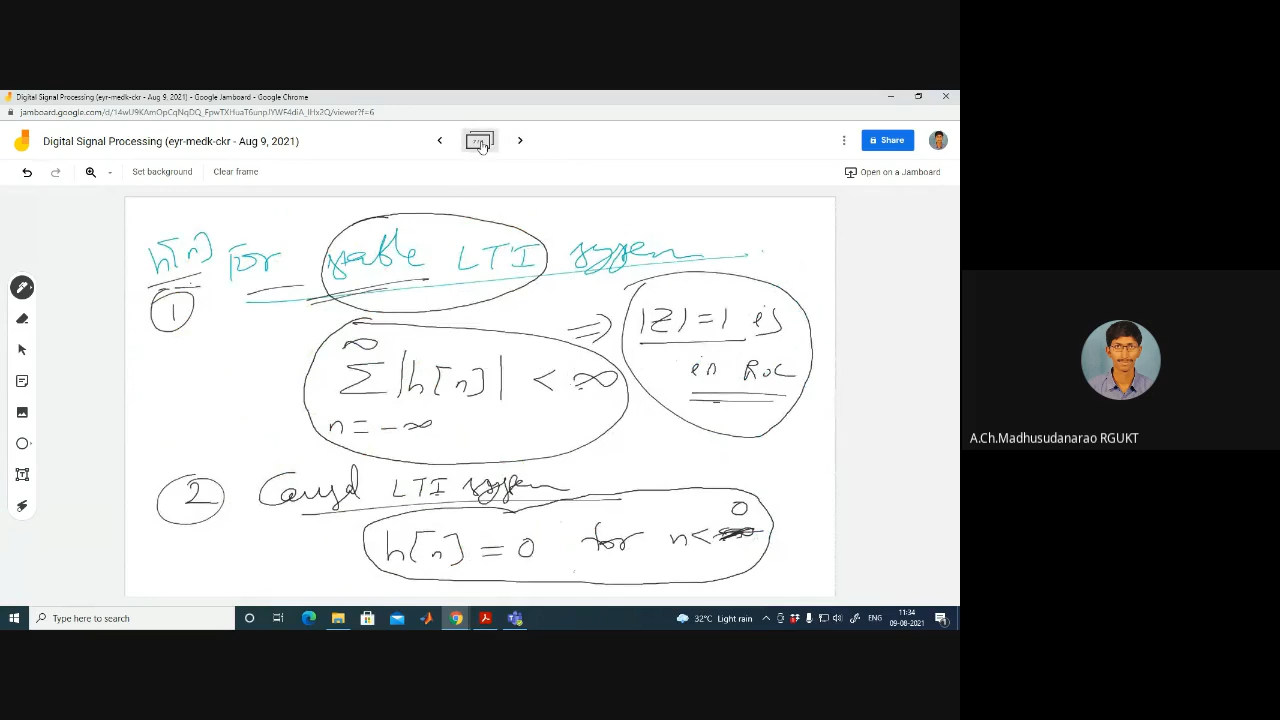 Digital Signal Processing (eyr-medk-ckr - Aug 9, 2021) - Google Jamboard - Google Chrome
Digital Signal Processing (eyr-medk-ckr - Aug 9, 2021)
Share
Set background
Clear frame
Open on a Jamboard
h[n] for stable LTI system
1
∞
Σ |h[n]| < ∞ ⇒ |Z|=1 is
in ROC
n = -∞
2 Causal LTI system
h[n] = 0 for n < 0
A.Ch.Madhusudanarao RGUKT
Type here to search
32°C Light rain
ENG
11:34
09-08-2021